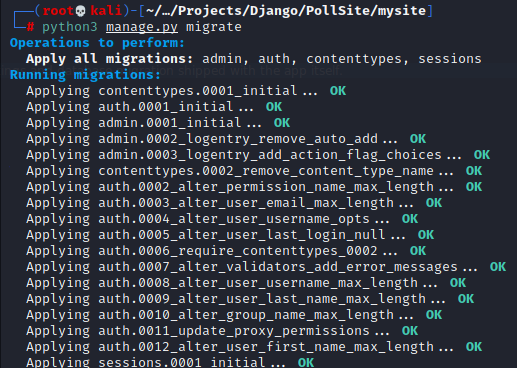 (root💀kali)-[~/…/Projects/Django/PollSite/mysite]
# python3 manage.py migrate
Operations to perform:
Apply all migrations: admin, auth, contenttypes, sessions
Running migrations:
Applying contenttypes.0001_initial... OK
Applying auth.0001_initial... OK
Applying admin.0001_initial... OK
Applying admin.0002_logentry_remove_auto_add... OK
Applying admin.0003_logentry_add_action_flag_choices... OK
Applying contenttypes.0002_remove_content_type_name... OK
Applying auth.0002_alter_permission_name_max_length... OK
Applying auth.0003_alter_user_email_max_length... OK
Applying auth.0004_alter_user_username_opts... OK
Applying auth.0005_alter_user_last_login_null... OK
Applying auth.0006_require_contenttypes_0002... OK
Applying auth.0007_alter_validators_add_error_messages... OK
Applying auth.0008_alter_user_username_max_length... OK
Applying auth.0009_alter_user_last_name_max_length... OK
Applying auth.0010_alter_group_name_max_length... OK
Applying auth.0011_update_proxy_permissions... OK
Applying auth.0012_alter_user_first_name_max_length... OK
Applying sessions.0001_initial... OK